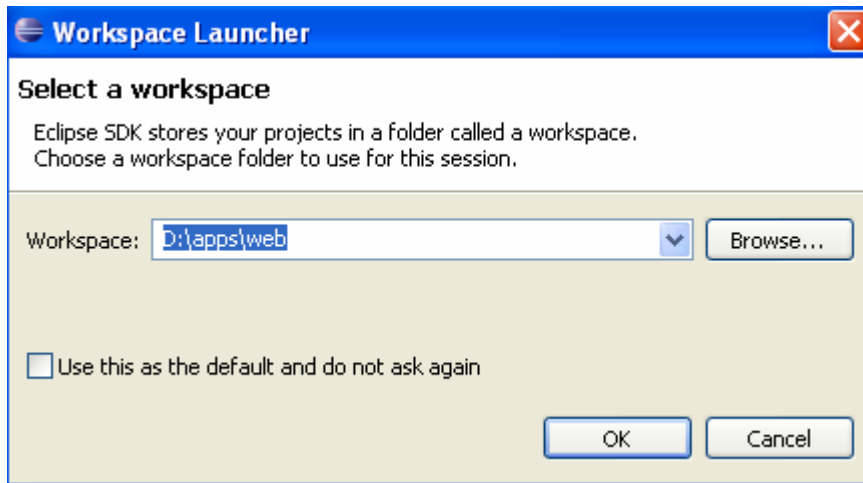 Workspace Launcher
Select a workspace
Eclipse SDK stores your projects in a folder called a workspace.
Choose a workspace folder to use for this session.
Workspace: D:\apps\web Browse...
Use this as the default and do not ask again
OK Cancel